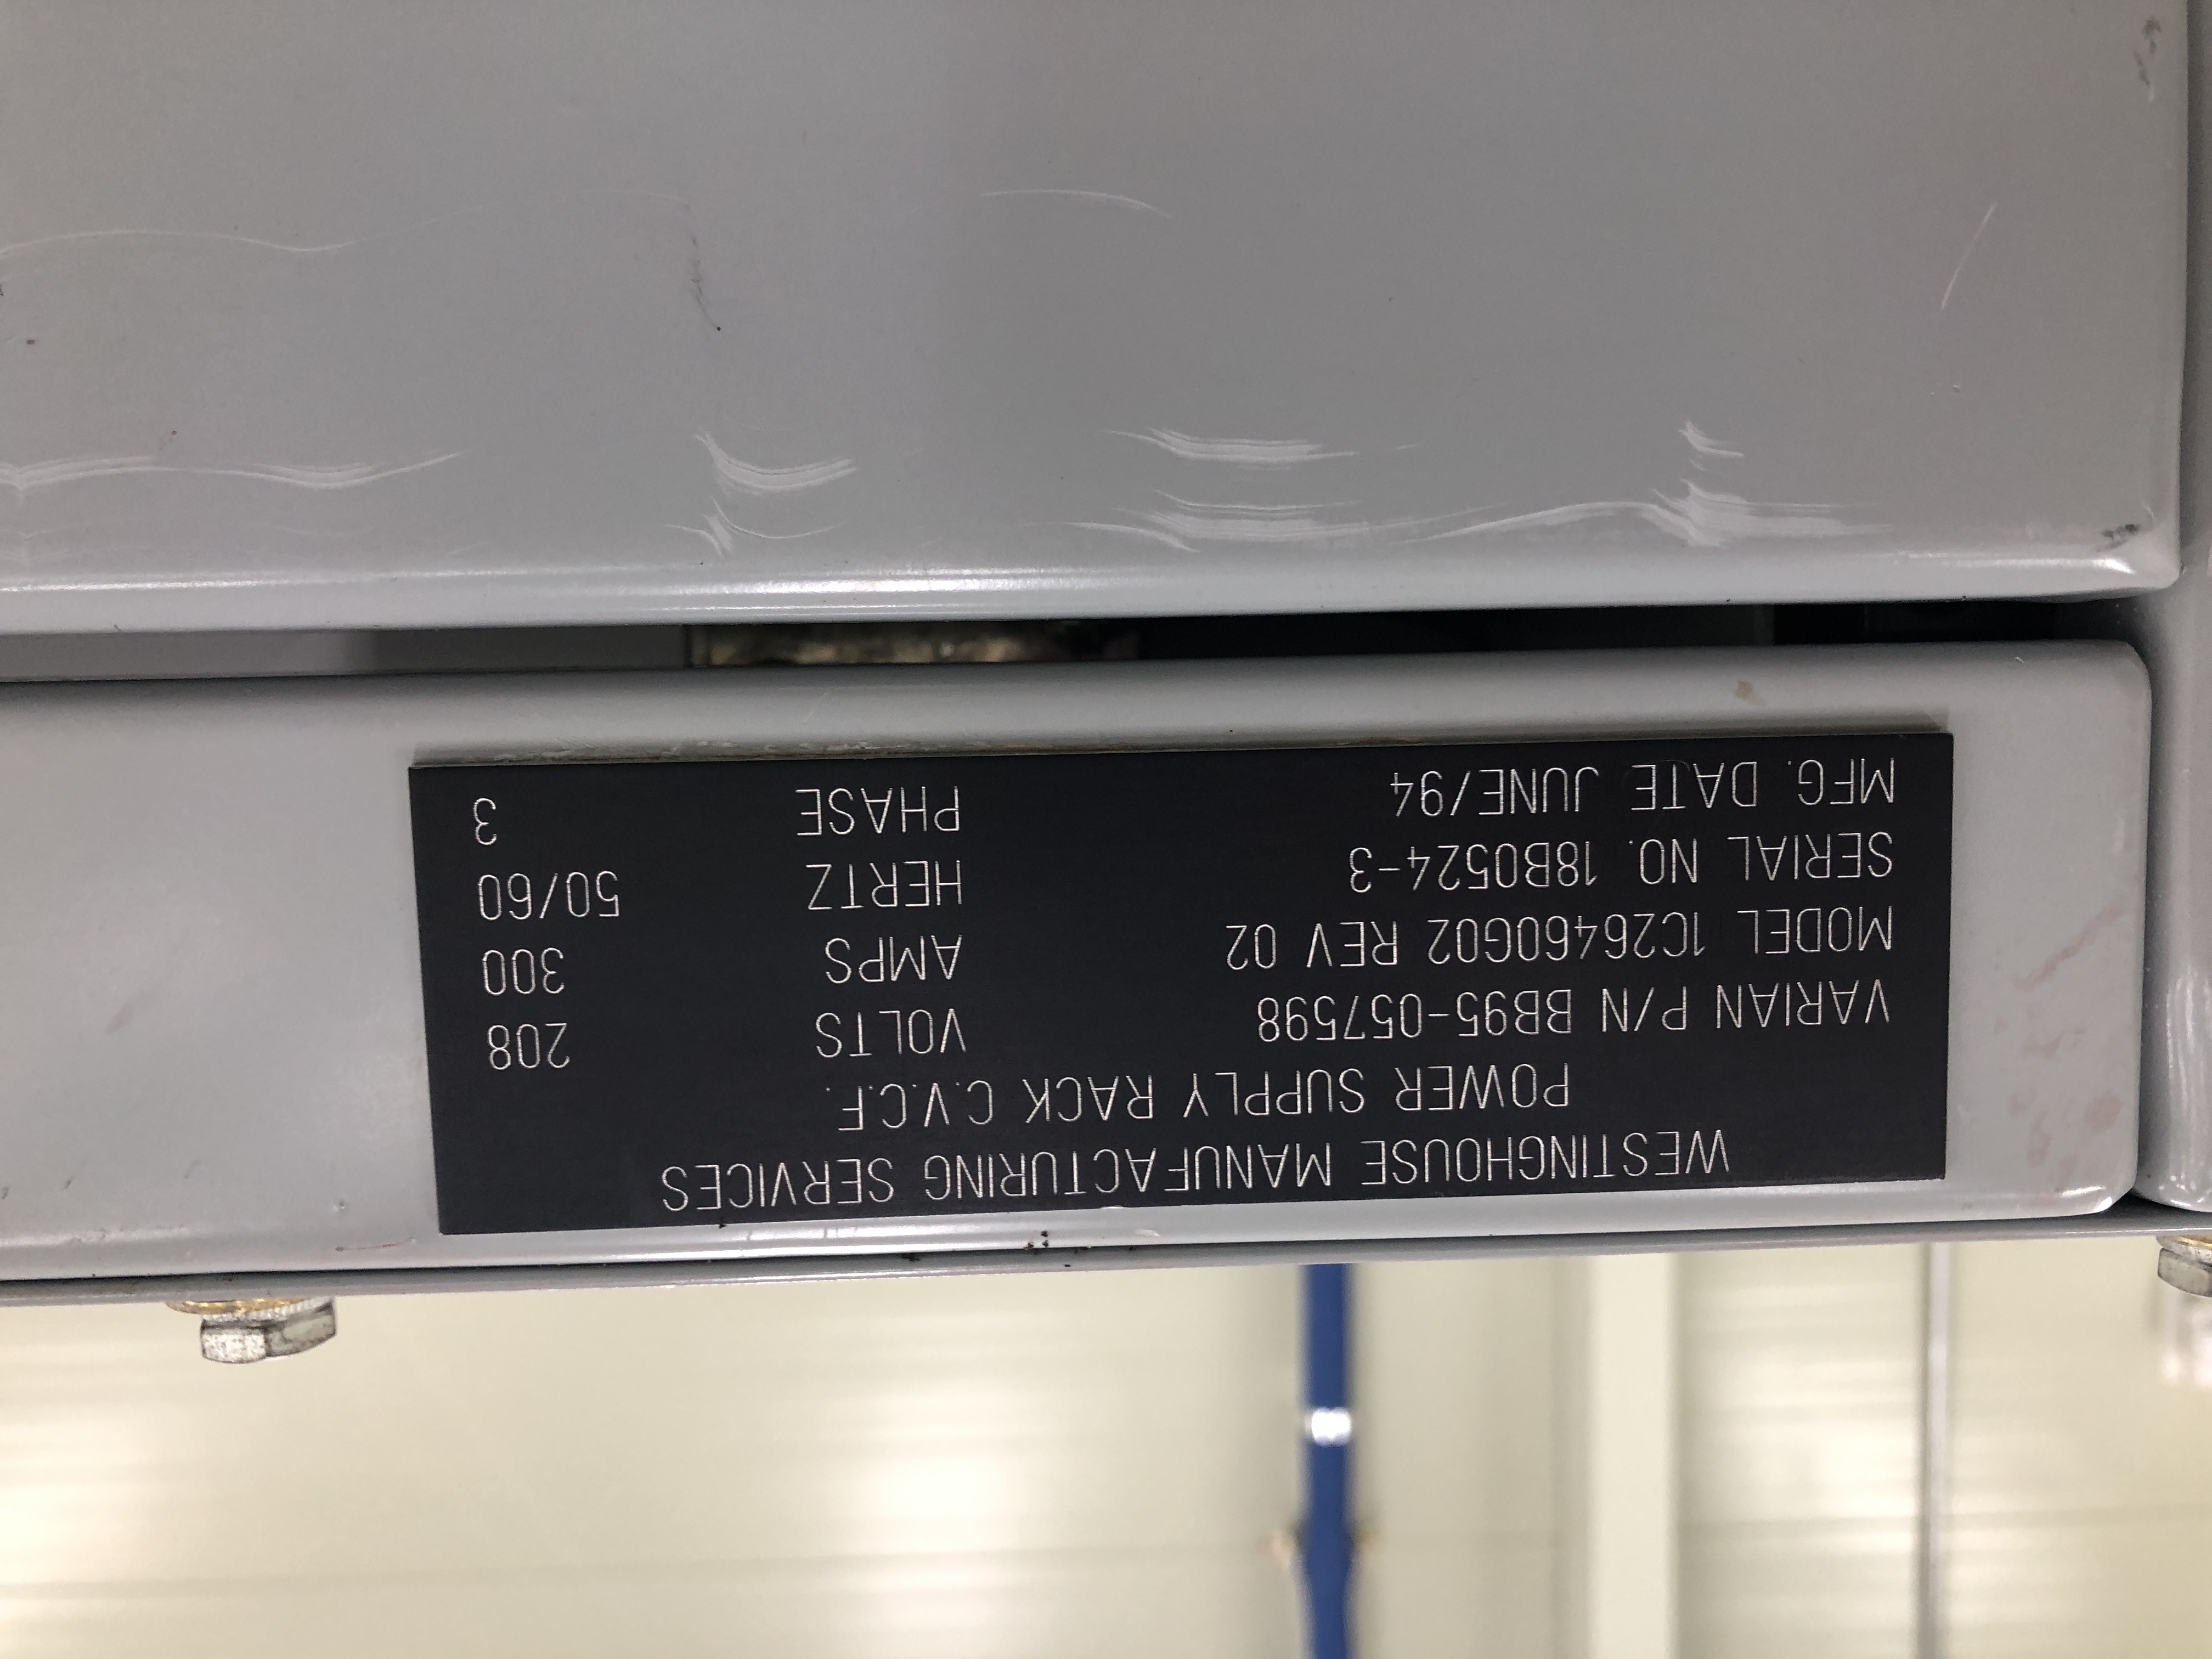 WESTINGHOUSE MANUFACTURING SERVICES
POWER SUPPLY RACK C.V.C.F.
VARIAN P/N BB95-057598 VOLTS 208
MODEL 1C26460G02 REV 02 AMPS 300
SERIAL NO. 18B0524-3 HERTZ 50/60
MFG. DATE JUNE/94 PHASE 3